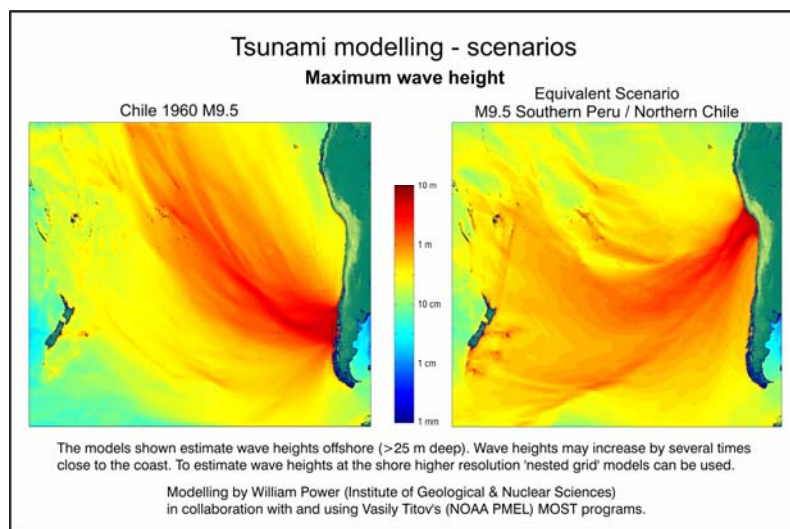 Tsunami modelling - scenarios
Maximum wave height
Chile 1960 M9.5
Equivalent Scenario
M9.5 Southern Peru / Northern Chile
10 m
1 m
10 cm
1 cm
1 mm
The models shown estimate wave heights offshore (>25 m deep). Wave heights may increase by several times
close to the coast. To estimate wave heights at the shore higher resolution 'nested grid' models can be used.
Modelling by William Power (Institute of Geological & Nuclear Sciences)
in collaboration with and using Vasily Titov's (NOAA PMEL) MOST programs.